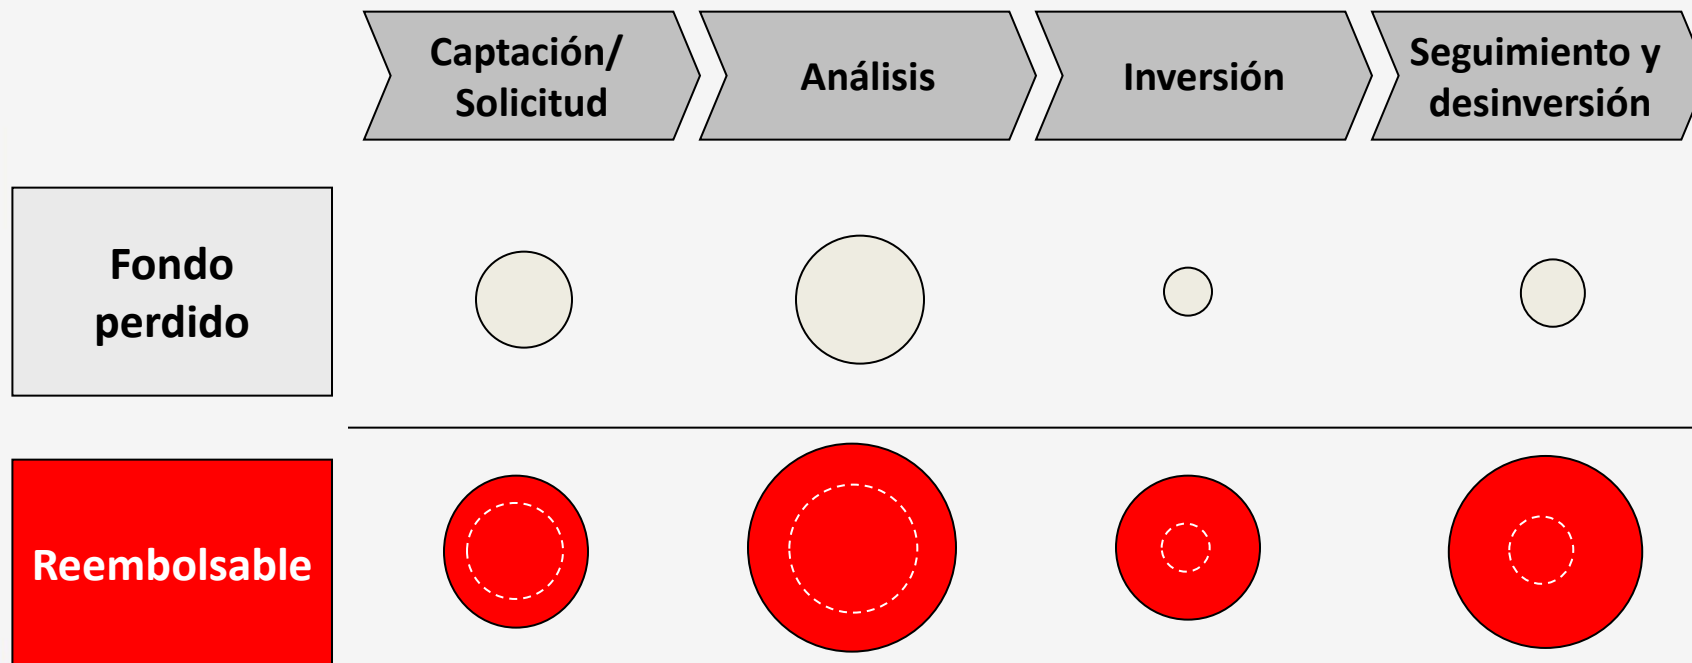 Captación/
Solicitud
Análisis
Inversión
Seguimiento y
desinversión
Fondo
perdido
Reembolsable